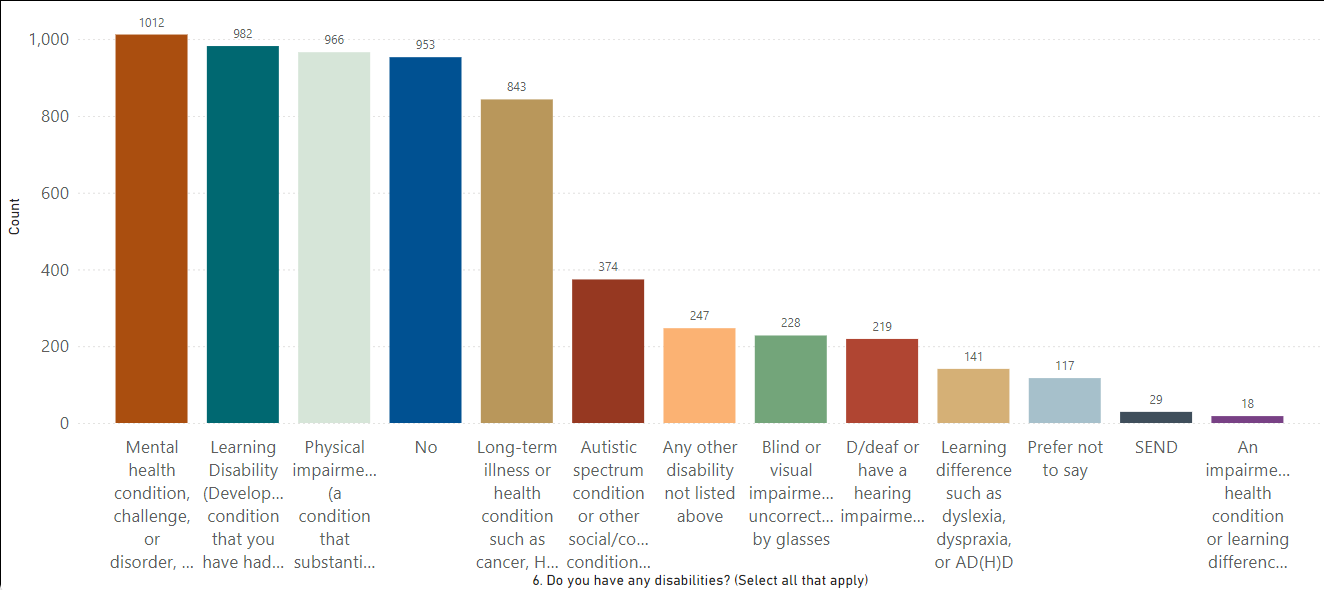 1012
982
966
953
843
374
247
228
219
141
117
29
18
1,000
800
600
400
200
0
Count
Mental
health
condition,
challenge,
or
disorder, ...
Learning
Disability
(Develop...
condition
that you
have had...
Physical
impairme...
(a
condition
that
substanti...
No
Long-term
illness or
health
condition
such as
cancer, H...
Autistic
spectrum
condition
or other
social/co...
condition...
Any other
disability
not listed
above
Blind or
visual
impairme...
uncorrect...
by glasses
D/deaf or
have a
hearing
impairme...
Learning
difference
such as
dyslexia,
dyspraxia,
or AD(H)D
Prefer not
to say
SEND
An
impairme...
health
condition
or learning
differenc...
6. Do you have any disabilities? (Select all that apply)